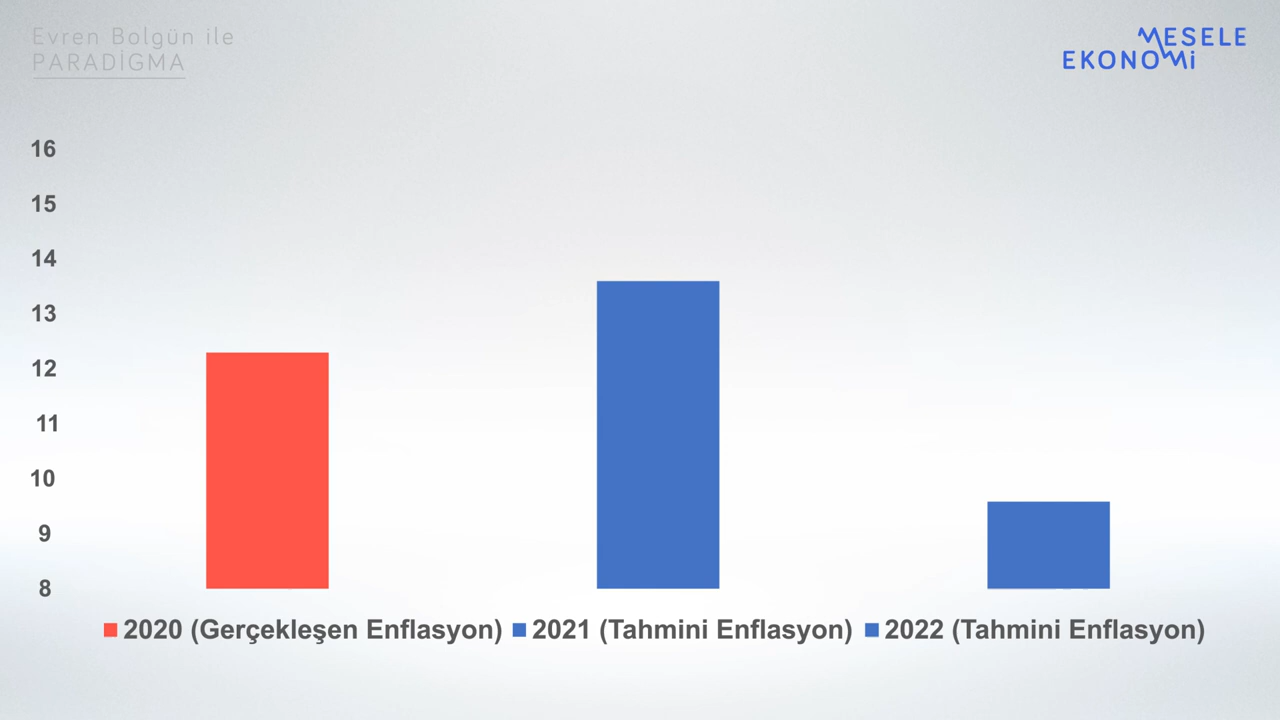 Evren Bolgün ile
PARADİGMA
MESELE
EKONOMi
16
15
14
13
12
11
10
9
8
2020 (Gerçekleşen Enflasyon) 2021 (Tahmini Enflasyon) 2022 (Tahmini Enflasyon)